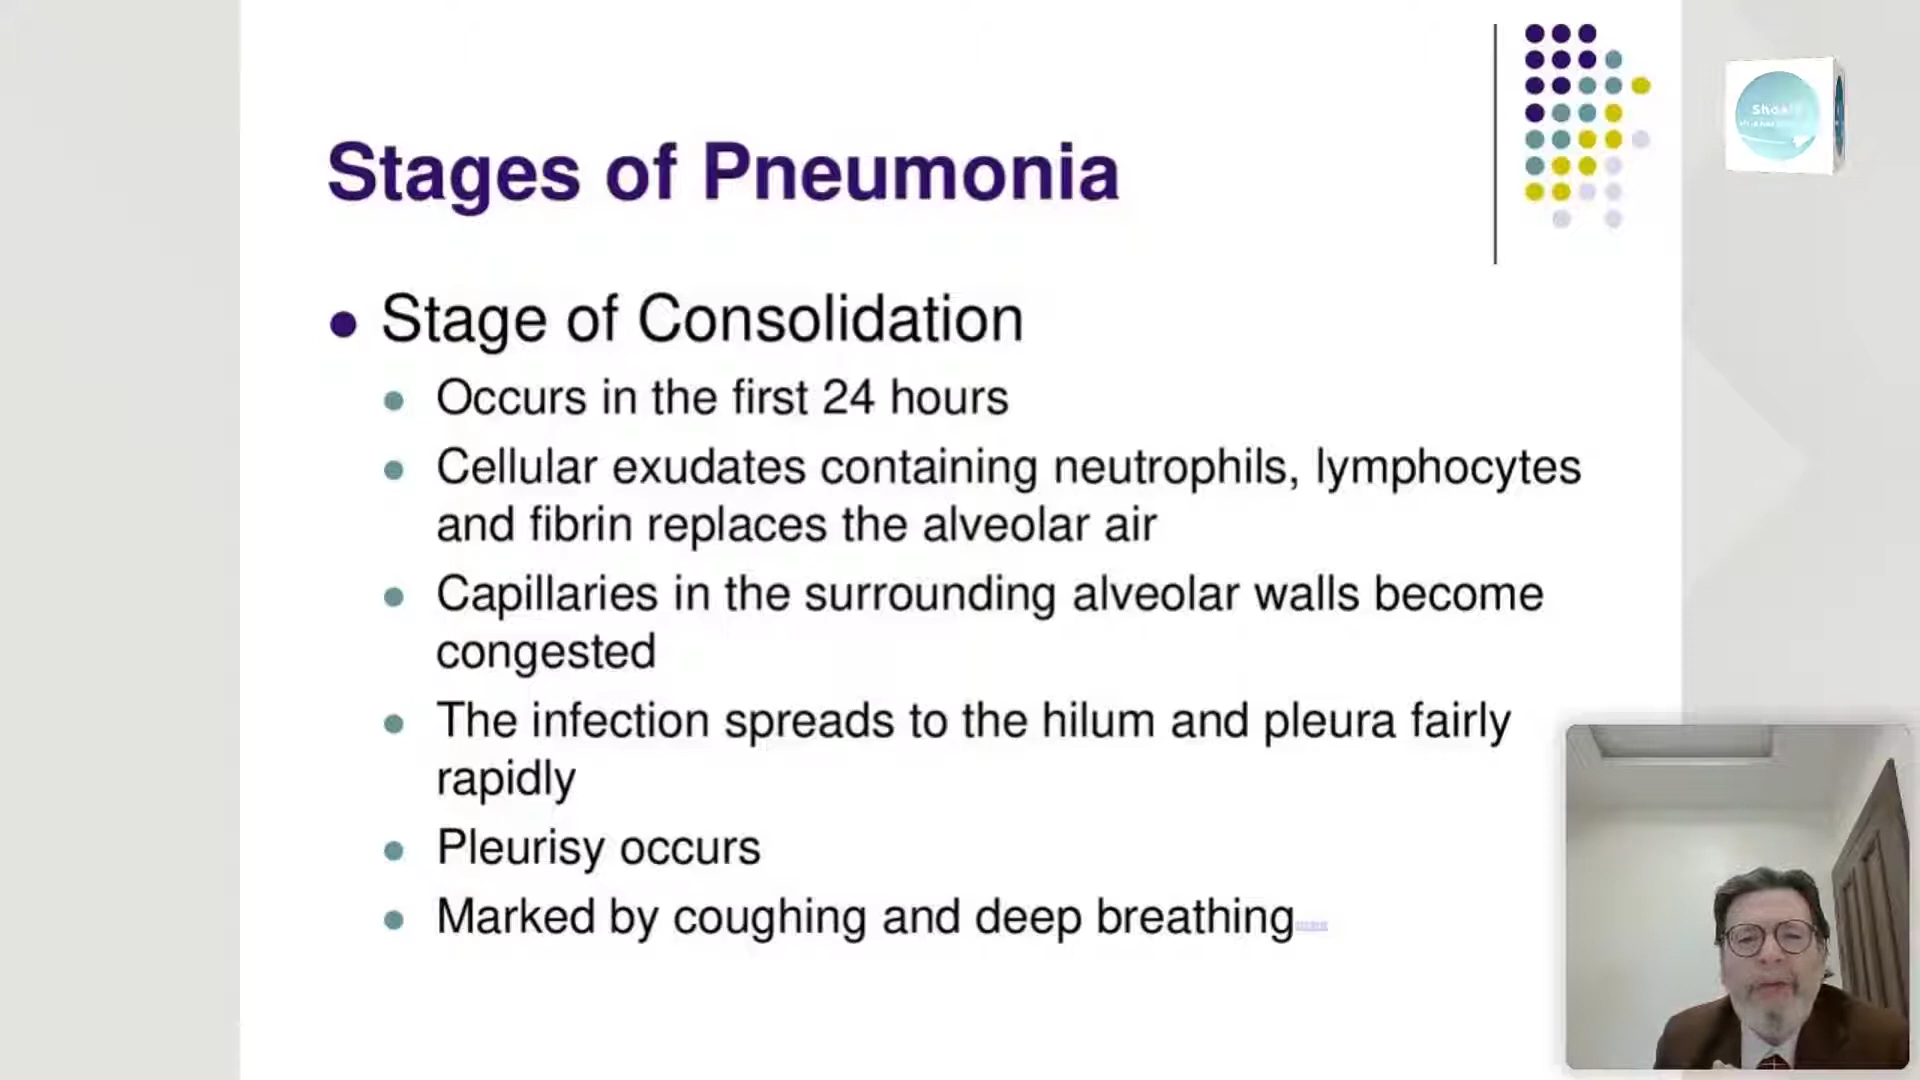 Stages of Pneumonia
Stage of Consolidation
Occurs in the first 24 hours
Cellular exudates containing neutrophils, lymphocytes
and fibrin replaces the alveolar air
Capillaries in the surrounding alveolar walls become
congested
The infection spreads to the hilum and pleura fairly
rapidly
Pleurisy occurs
Marked by coughing and deep breathing